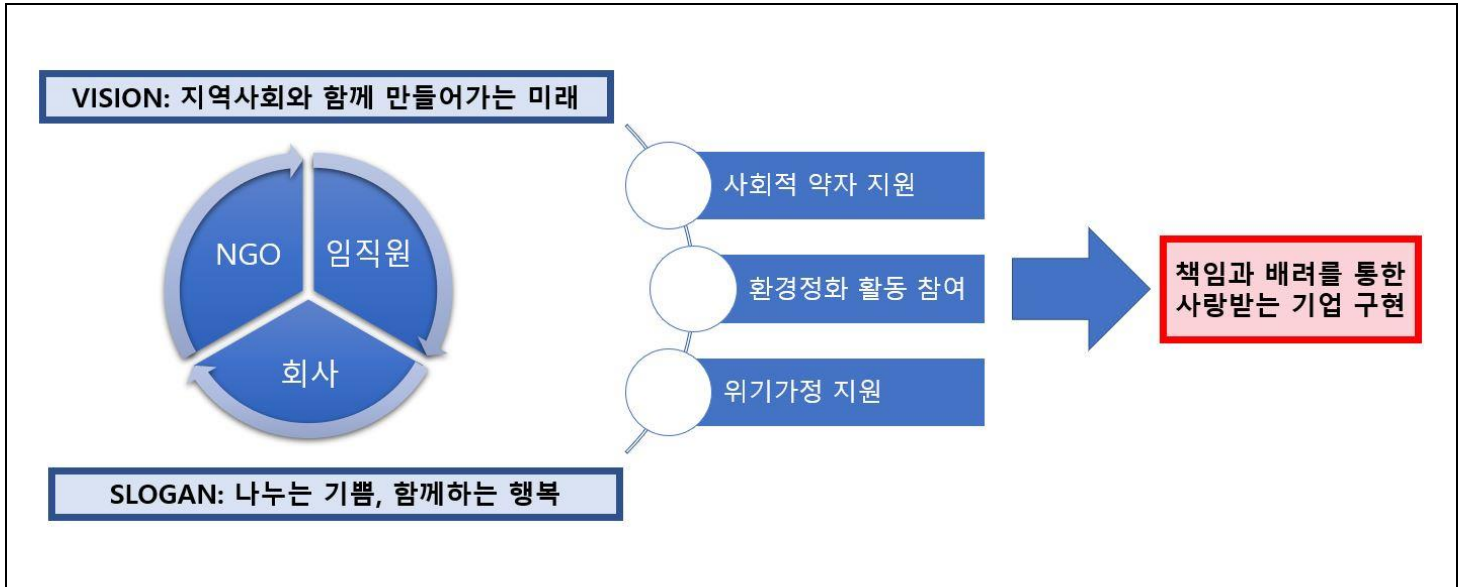 VISION: 지역사회와 함께 만들어가는 미래
NGO
임직원
회사
SLOGAN: 나누는 기쁨, 함께하는 행복
사회적 약자 지원
환경정화 활동 참여
위기가정 지원
책임과 배려를 통한
사랑받는 기업 구현